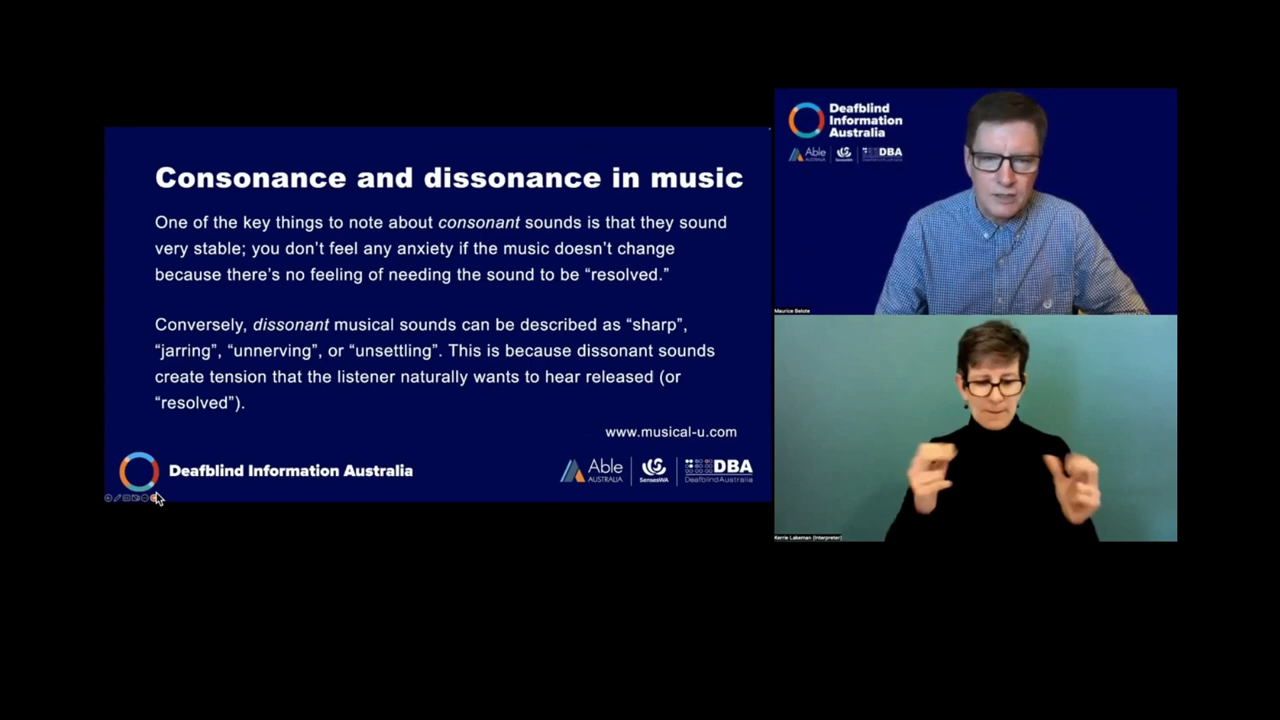 Consonance and dissonance in music
One of the key things to note about consonant sounds is that they sound
very stable; you don’t feel any anxiety if the music doesn’t change
because there’s no feeling of needing the sound to be “resolved.”
Conversely, dissonant musical sounds can be described as “sharp”,
“jarring”, “unnerving”, or “unsettling”. This is because dissonant sounds
create tension that the listener naturally wants to hear released (or
“resolved”).
www.musical-u.com
Deafblind Information Australia
Able
AUSTRALIA
SensesWA
DBA
DeafblindAustralia
Deafblind
Information
Australia
Able
AUSTRALIA
SensesWA
DBA
Maurice Belote
Kerrie Lakeman (Interpreter)